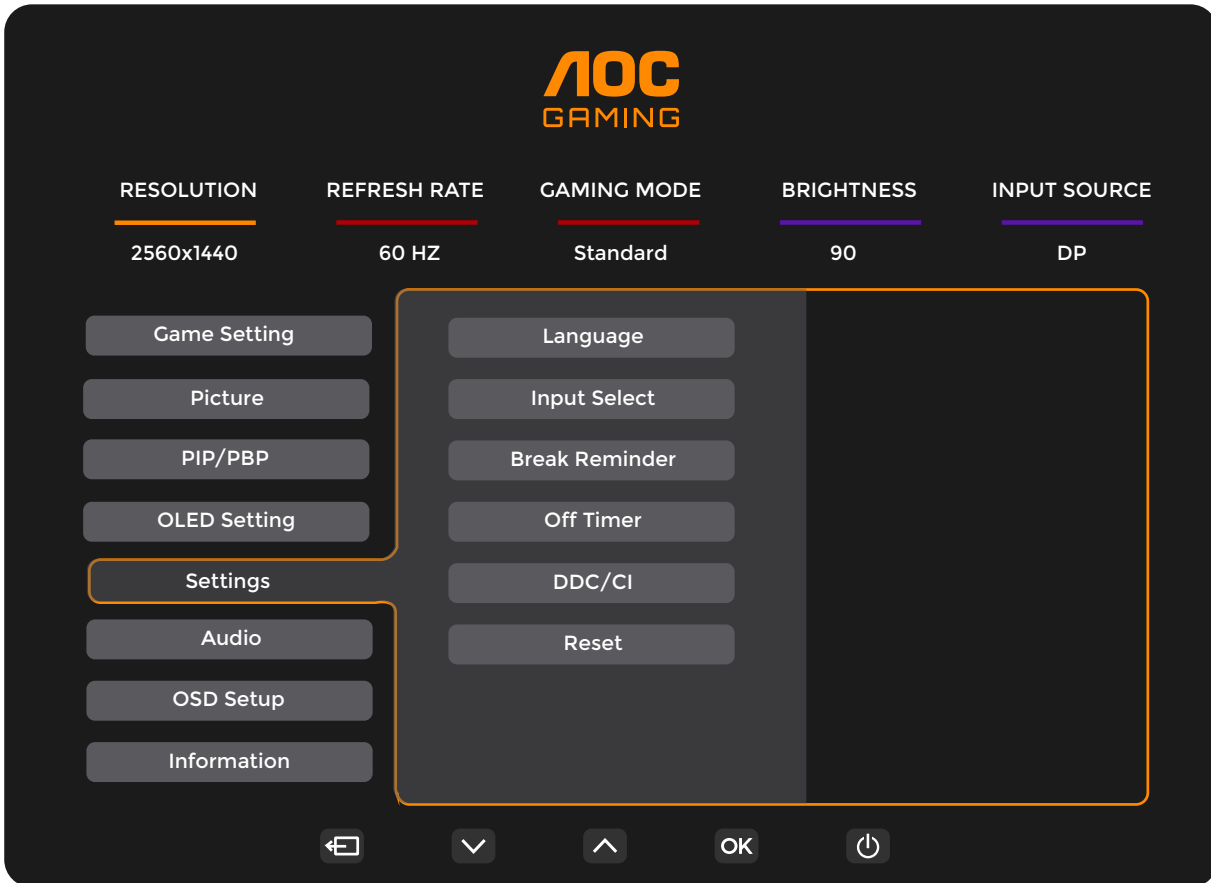 AOC
GAMING
RESOLUTION REFRESH RATE GAMING MODE BRIGHTNESS INPUT SOURCE
2560x1440 60 HZ Standard 90 DP
Game Setting
Picture
PIP/PBP
OLED Setting
Settings
Audio
OSD Setup
Information
Language
Input Select
Break Reminder
Off Timer
DDC/CI
Reset
OK